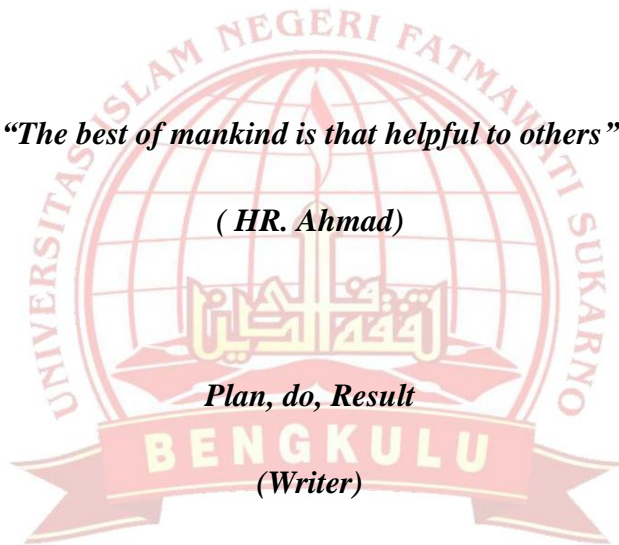 UNIVERSITAS ISLAM NEGERI FATMAWATI SUKARNO
“The best of mankind is that helpful to others”
( HR. Ahmad)
Plan, do, Result
BENGKULU
(Writer)